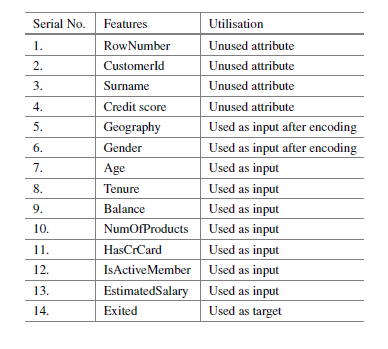 Serial No. Features Utilisation
1. RowNumber Unused attribute
2. CustomerId Unused attribute
3. Surname Unused attribute
4. Credit score Unused attribute
5. Geography Used as input after encoding
6. Gender Used as input after encoding
7. Age Used as input
8. Tenure Used as input
9. Balance Used as input
10. NumOfProducts Used as input
11. HasCrCard Used as input
12. IsActiveMember Used as input
13. EstimatedSalary Used as input
14. Exited Used as target